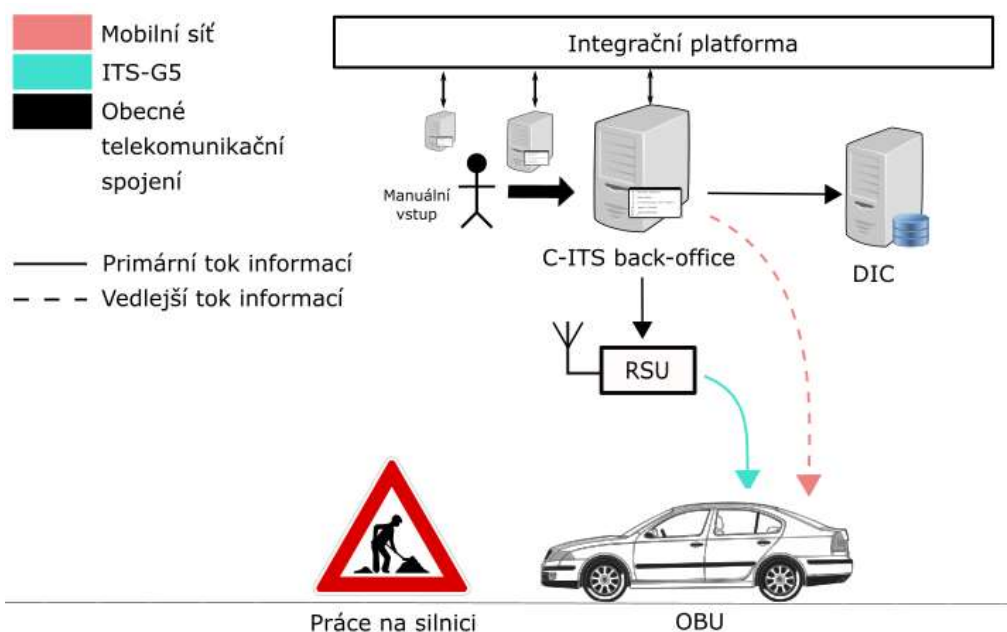 Mobilní síť
ITS-G5
Obecné
telekomunikační
spojení
Primární tok informací
Vedlejší tok informací
Integrační platforma
Manuální
vstup
C-ITS back-office
DIC
RSU
Práce na silnici
OBU